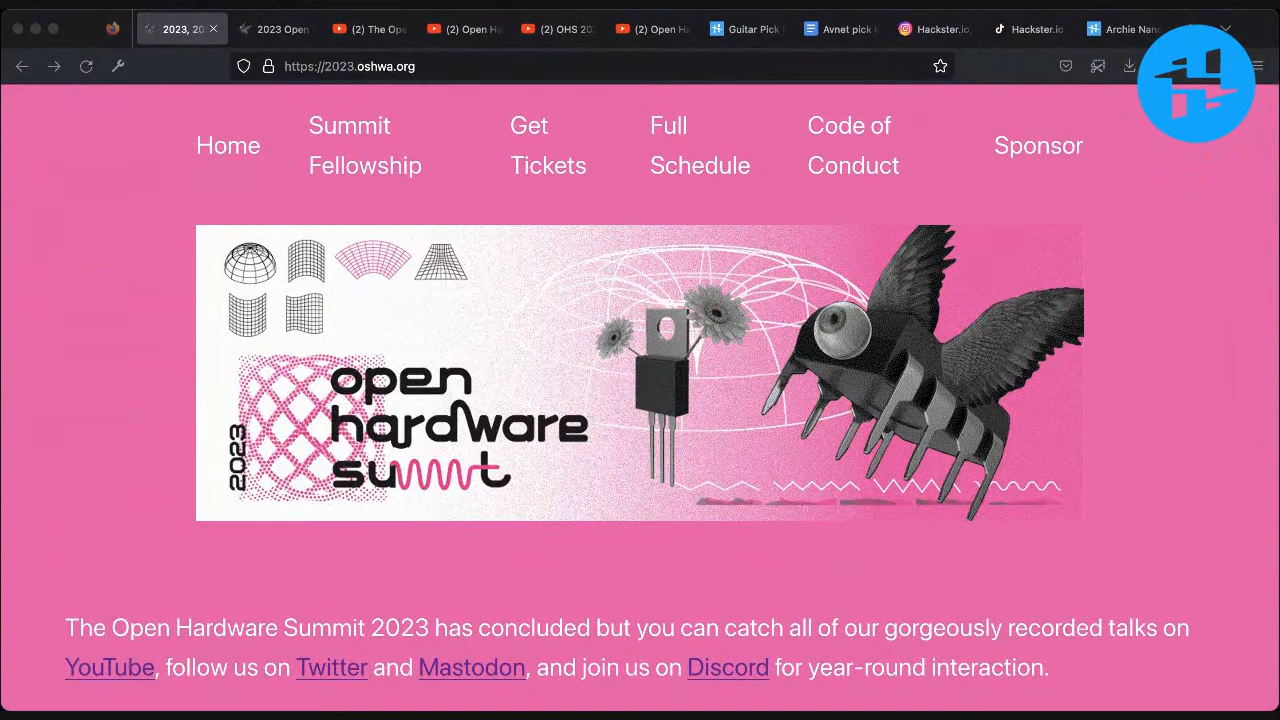 2023, 20
2023 Open
(2) The Ope
(2) Open Ha
(2) OHS 202
(2) Open Ha
Guitar Pick
Avnet pick
Hackster.io
Hackster.io
Archie Nano
https://2023.oshwa.org
Home
Summit
Fellowship
Get
Tickets
Full
Schedule
Code of
Conduct
Sponsor
2023
open
hardware
summit
The Open Hardware Summit 2023 has concluded but you can catch all of our gorgeously recorded talks on
YouTube, follow us on Twitter and Mastodon, and join us on Discord for year-round interaction.